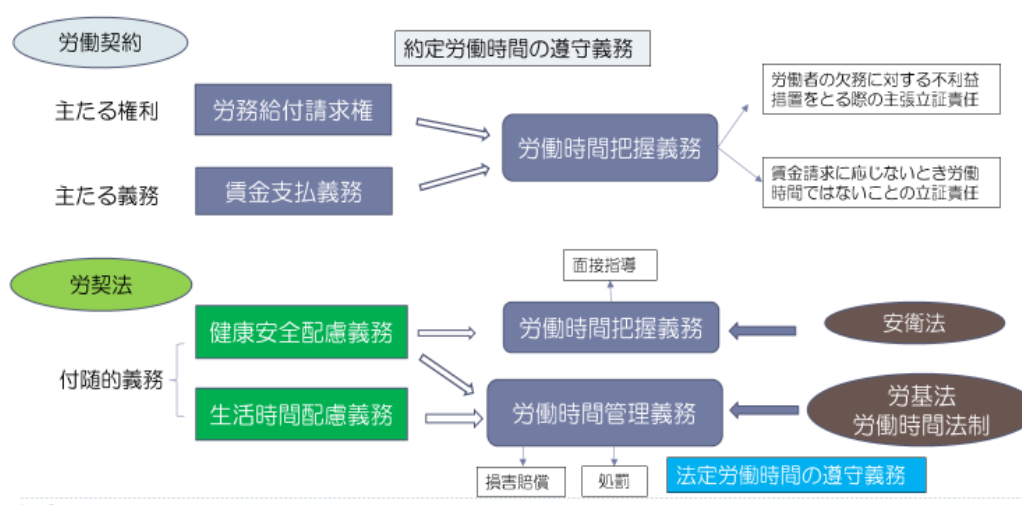 労働契約
約定労働時間の遵守義務
主たる権利
労務給付請求権
労働時間把握義務
労働者の欠務に対する不利益
措置をとる際の主張立証責任
主たる義務
賃金支払義務
賃金請求に応じないとき労働
時間ではないことの立証責任
労契法
面接指導
健康安全配慮義務
労働時間把握義務
安衛法
付随的義務
生活時間配慮義務
労働時間管理義務
労基法
労働時間法制
損害賠償
処罰
法定労働時間の遵守義務